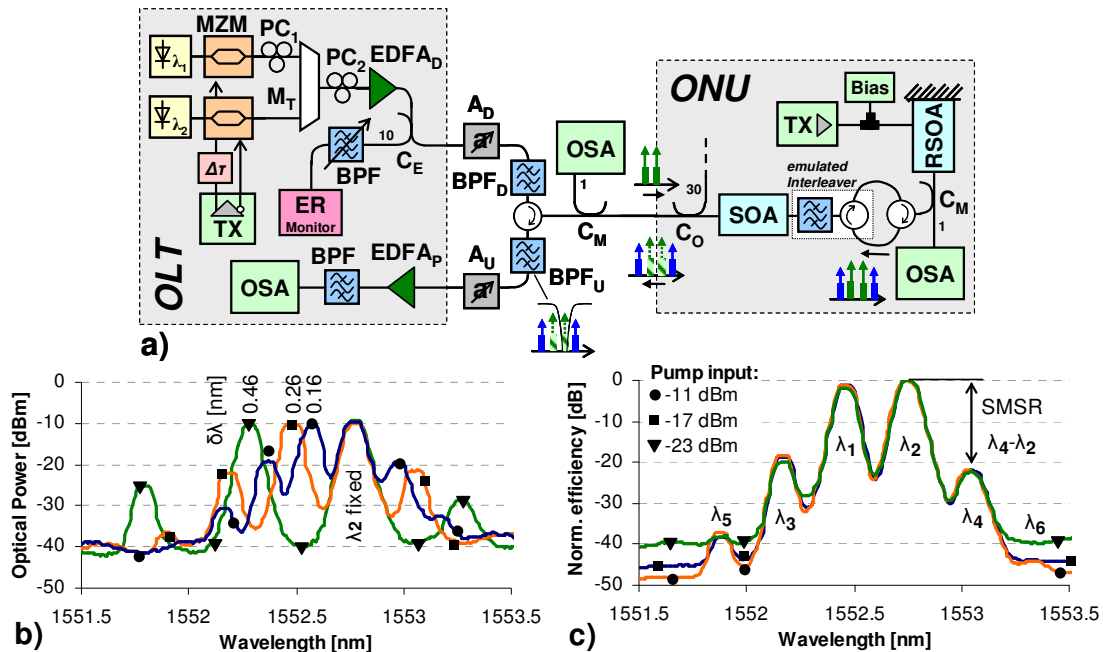 MZM
PC1
λ1
PC2
EDFAD
MT
λ2
Δτ
TX
BPF
10
CE
ER
Monitor
OLT
OSA
BPF
EDFAP
AD
BPFD
AU
BPFU
OSA
1
CM
30
CO
ONU
TX
Bias
RSOA
emulated
Interleaver
SOA
CM
1
OSA
a)
b)
Optical Power [dBm]
0
-10
-20
-30
-40
-50
δλ [nm]
0.46
0.26
0.16
λ2 fixed
1551.5
1552
1552.5
1553
1553.5
Wavelength [nm]
c)
Norm. efficiency [dB]
0
-10
-20
-30
-40
-50
Pump input:
-11 dBm
-17 dBm
-23 dBm
SMSR
λ4-λ2
λ1
λ2
λ3
λ4
λ5
λ6
1551.5
1552
1552.5
1553
1553.5
Wavelength [nm]